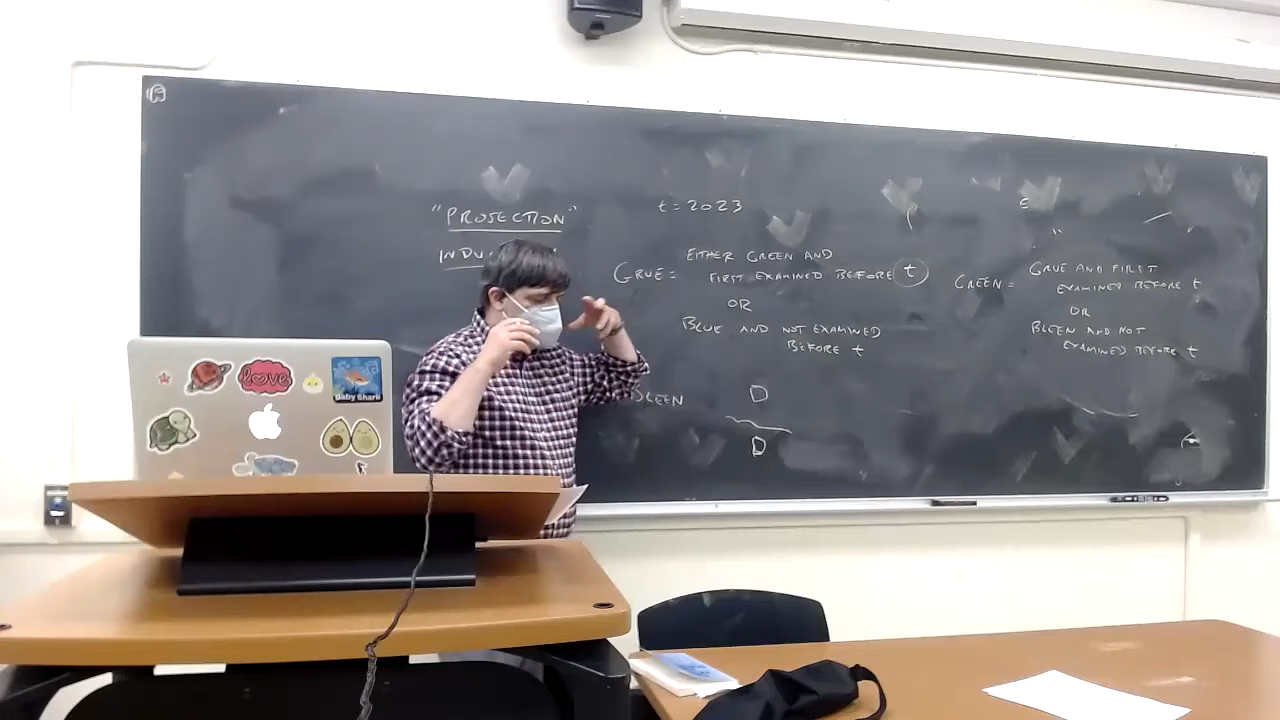 "PROJECTION"
t = 2023
GRUE = EITHER GREEN AND
FIRST EXAMINED BEFORE t
OR
BLUE AND NOT EXAMINED
BEFORE t
GREEN = GRUE AND FIRST
EXAMINED BEFORE t
OR
BLEEN AND NOT
EXAMINED BEFORE t
BLEEN
D
D
love
Baby Shark